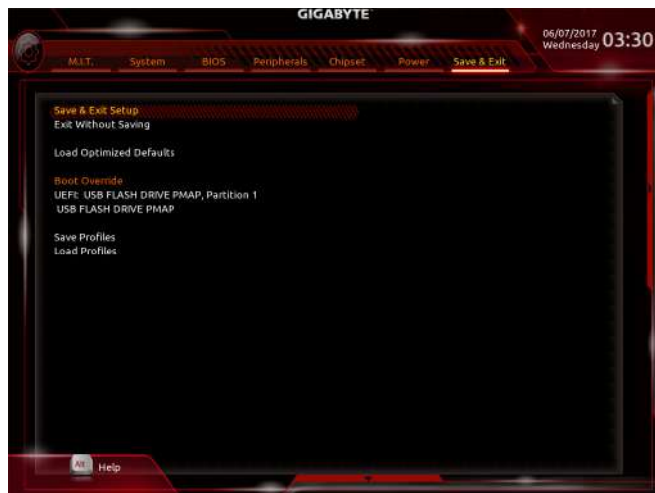 GIGABYTE
06/07/2017 Wednesday 03:30
M.I.T. System BIOS Peripherals Chipset Power Save & Exit
Save & Exit Setup
Exit Without Saving
Load Optimized Defaults
Boot Override
UEFI: USB FLASH DRIVE PMAP, Partition 1
USB FLASH DRIVE PMAP
Save Profiles
Load Profiles
Alt Help